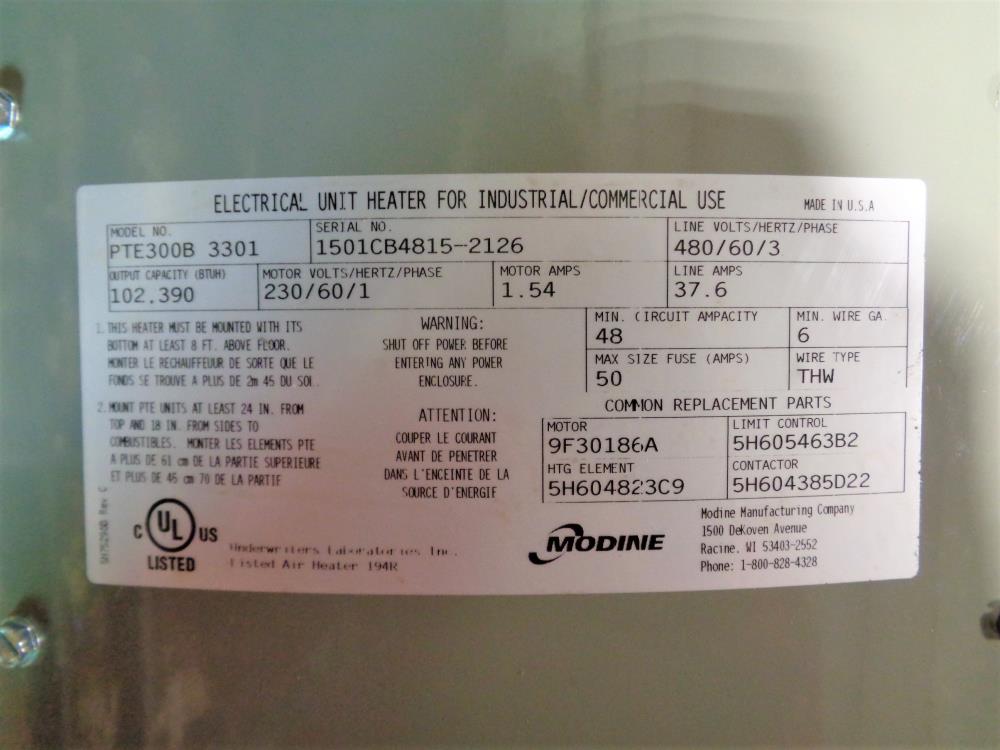 ELECTRICAL UNIT HEATER FOR INDUSTRIAL/COMMERCIAL USE MADE IN U.S.A
MODEL NO. SERIAL NO. LINE VOLTS/HERTZ/PHASE
PTE300B 3301 1501CB4815-2126 480/60/3
OUTPUT CAPACITY (BTUH) MOTOR VOLTS/HERTZ/PHASE MOTOR AMPS LINE AMPS
102,390 230/60/1 1.54 37.6
MIN. CIRCUIT AMPACITY MIN. WIRE GA.
48 6
MAX SIZE FUSE (AMPS) WIRE TYPE
50 THW
1. THIS HEATER MUST BE MOUNTED WITH ITS
BOTTOM AT LEAST 8 FT. ABOVE FLOOR.
MONTER LE RECHAUFFEUUR DE SORTE QUE LE
FONDS SE TROUVE A PLUS DE 2m 45 DU SOL.
2. MOUNT PTE UNITS AT LEAST 24 IN. FROM
TOP AND 18 IN. FROM SIDES TO
COMBUSTIBLES. MONTER LES ELEMENTS PTE
A PLUS DE 61 cm DE LA PARTIE SUPERIEURE
ET PLUS DE 45 cm 70 DE LA PARTIF
WARNING:
SHUT OFF POWER BEFORE
ENTERING ANY POWER
ENCLOSURE.
ATTENTION:
COUPER LE COURANT
AVANT DE PENETRER
DANS L'ENCEINTE DE LA
SOURCE D'ENERGIF
COMMON REPLACEMENT PARTS
MOTOR LIMIT CONTROL
9F30186A 5H605463B2
HTG ELEMENT CONTACTOR
5H604823C9 5H604385D22
Rev C
C UL US
LISTED
Underwriters Laboratories Inc.
Listed Air Heater 194R
MODINE
Modine Manufacturing Company
1500 DeKoven Avenue
Racine, WI 53403-2552
Phone: 1-800-828-4328